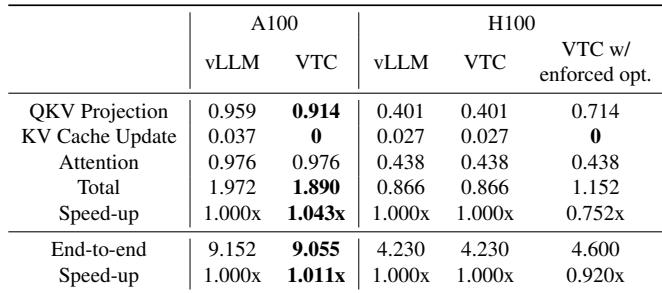 A100 H100
vLLM VTC vLLM VTC VTC w/ enforced opt.
QKV Projection 0.959 0.914 0.401 0.401 0.714
KV Cache Update 0.037 0 0.027 0.027 0
Attention 0.976 0.976 0.438 0.438 0.438
Total 1.972 1.890 0.866 0.866 1.152
Speed-up 1.000x 1.043x 1.000x 1.000x 0.752x
End-to-end 9.152 9.055 4.230 4.230 4.600
Speed-up 1.000x 1.011x 1.000x 1.000x 0.920x